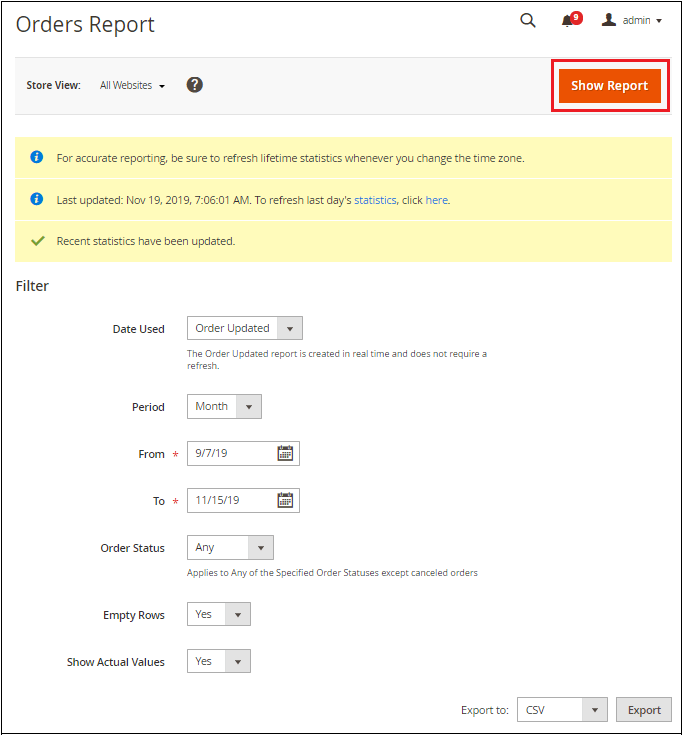 Orders Report
9
admin
Store View: All Websites ?
Show Report
For accurate reporting, be sure to refresh lifetime statistics whenever you change the time zone.
Last updated: Nov 19, 2019, 7:06:01 AM. To refresh last day's statistics, click here.
Recent statistics have been updated.
Filter
Date Used Order Updated
The Order Updated report is created in real time and does not require a
refresh.
Period Month
From * 9/7/19
To * 11/15/19
Order Status Any
Applies to Any of the Specified Order Statuses except canceled orders
Empty Rows Yes
Show Actual Values Yes
Export to: CSV Export